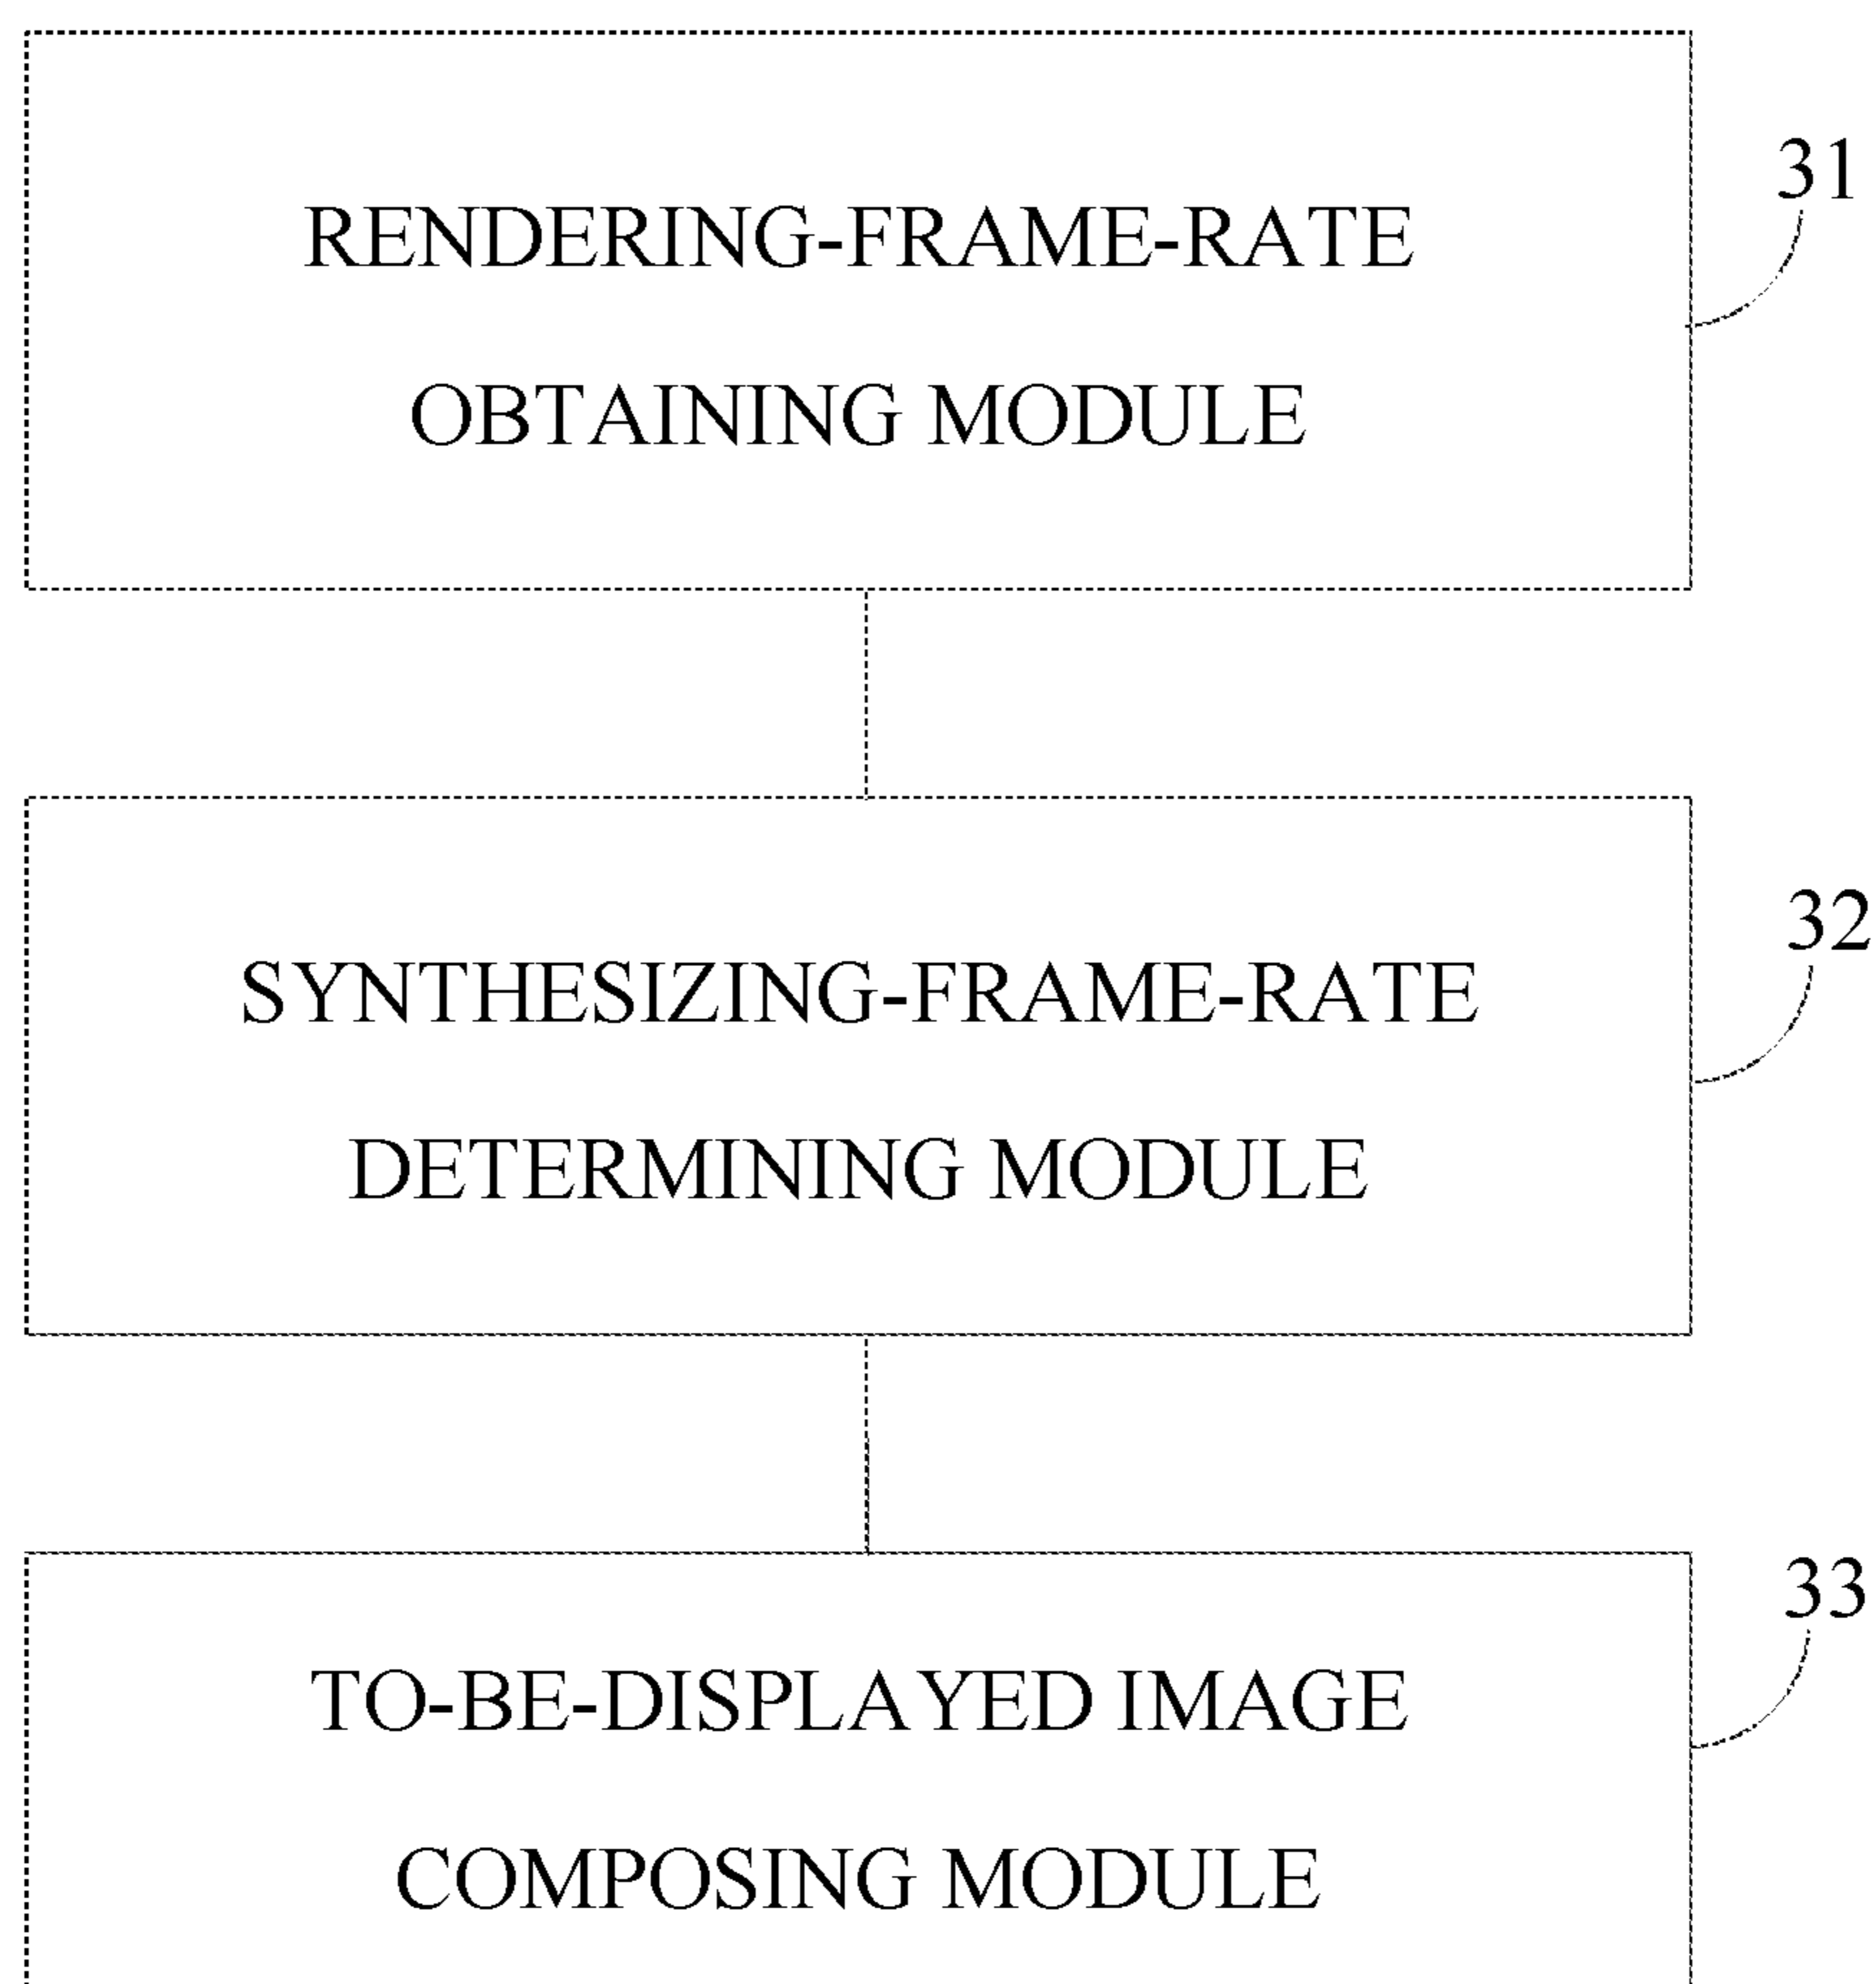 31
RENDERING-FRAME-RATE
OBTAINING MODULE
32
SYNTHESIZING-FRAME-RATE
DETERMINING MODULE
33
TO-BE-DISPLAYED IMAGE
COMPOSING MODULE